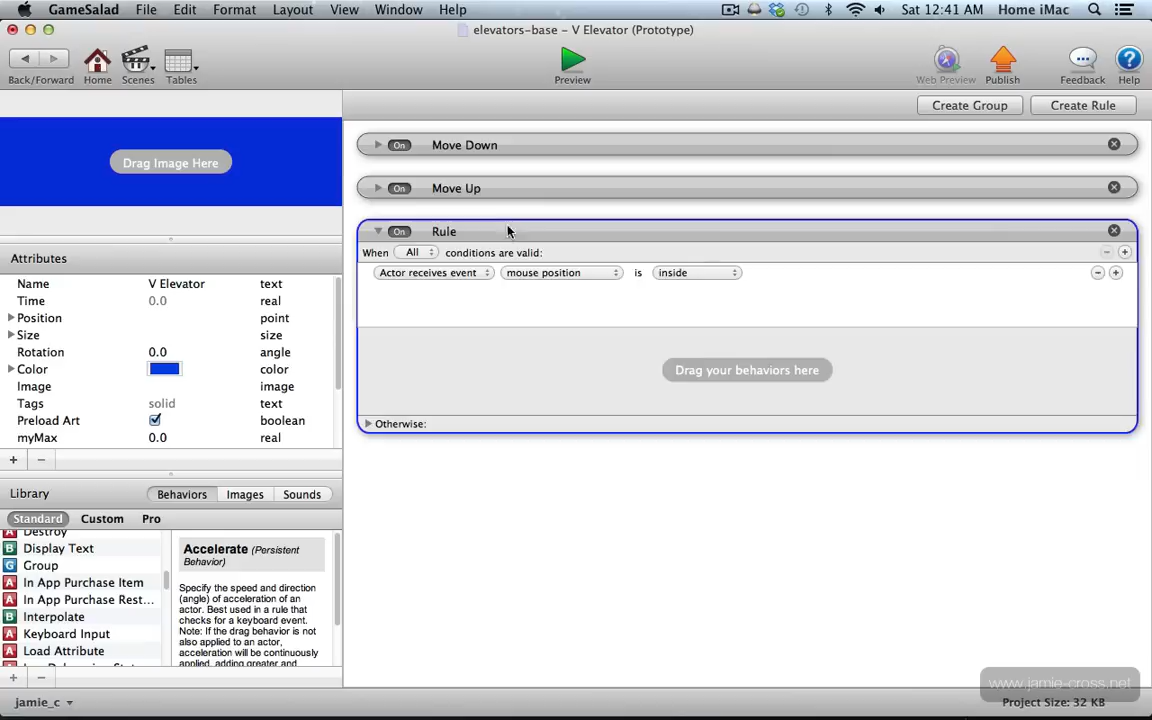 GameSalad File Edit Format Layout View Window Help Sat 12:41 AM Home iMac
elevators-base – V Elevator (Prototype)
Back/Forward Home Scenes Tables Preview Web Preview Publish Feedback Help
Create Group Create Rule
Drag Image Here
On Move Down
On Move Up
On Rule
When All conditions are valid:
Actor receives event mouse position is inside
Drag your behaviors here
Otherwise:
Attributes
Name V Elevator text
Time 0.0 real
Position point
Size size
Rotation 0.0 angle
Color color
Image image
Tags solid text
Preload Art boolean
myMax 0.0 real
Library Behaviors Images Sounds
Standard Custom Pro
Destroy
Display Text
Group
In App Purchase Item
In App Purchase Rest...
Interpolate
Keyboard Input
Load Attribute
Accelerate (Persistent
Behavior)
Specify the speed and direction
(angle) of acceleration of an
actor. Best used in a rule that
checks for a keyboard event.
Note: If the drag behavior is not
also applied to an actor,
acceleration will be continuously
applied, adding greater and
jamie_c
www.jamie-cross.net
Project Size: 32 KB